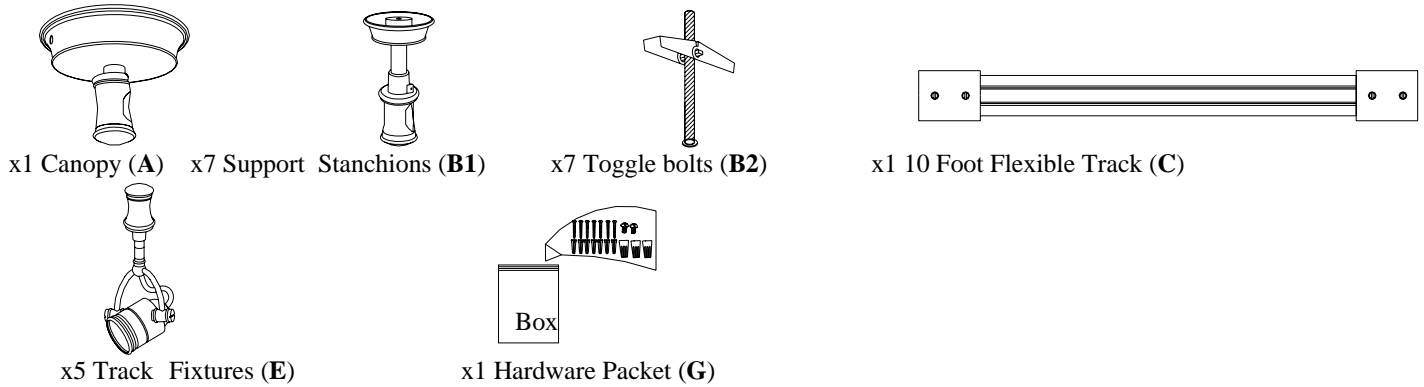 x1 Canopy (A) x7 Support Stanchions (B1) x7 Toggle bolts (B2) x1 10 Foot Flexible Track (C)
Box
x5 Track Fixtures (E) x1 Hardware Packet (G)